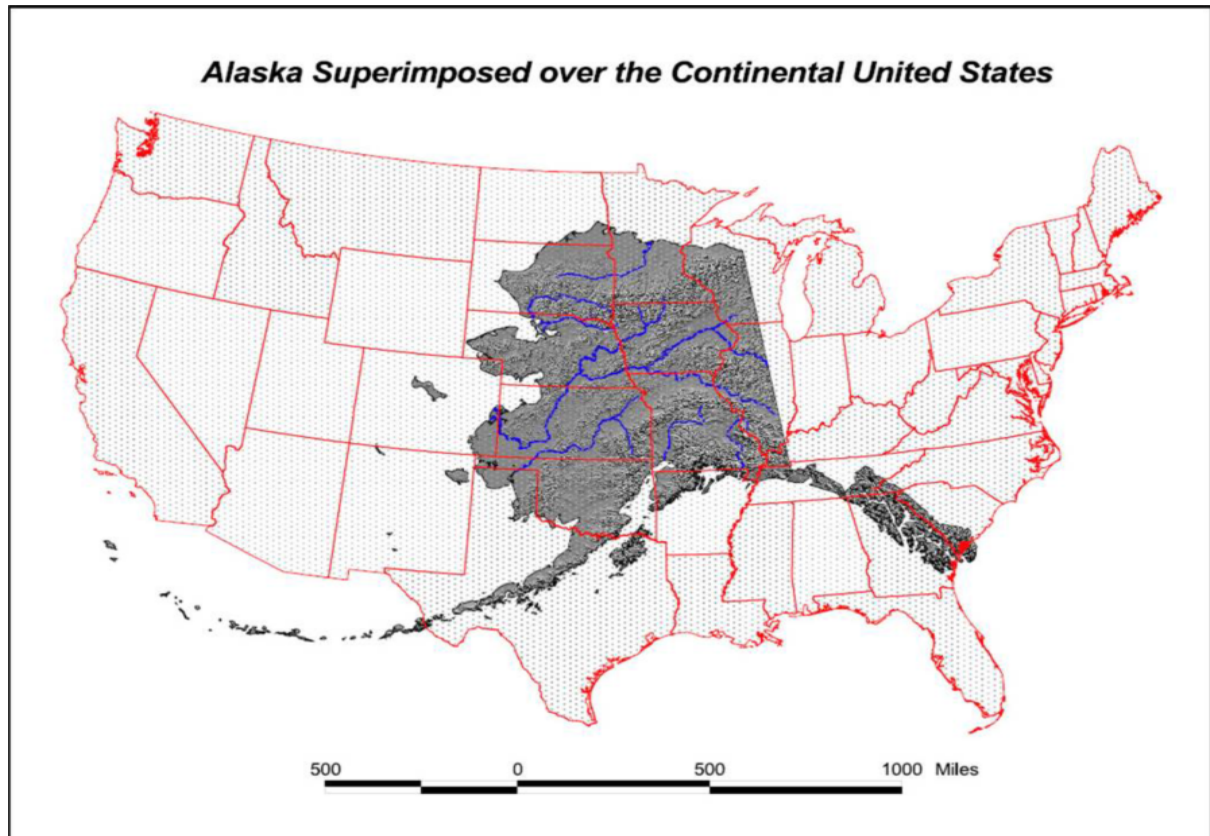 Alaska Superimposed over the Continental United States
500 0 500 1000 Miles